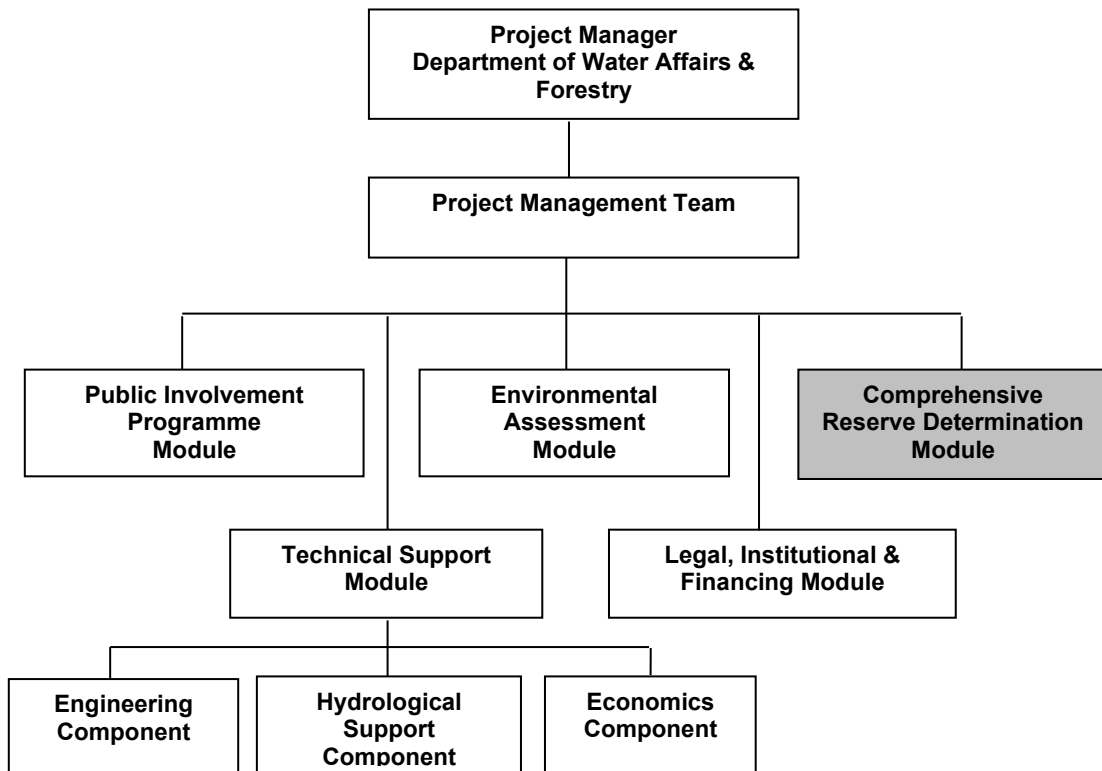 Project Manager
Department of Water Affairs &
Forestry
Project Management Team
Public Involvement
Programme
Module
Environmental
Assessment
Module
Comprehensive
Reserve Determination
Module
Technical Support
Module
Legal, Institutional &
Financing Module
Engineering
Component
Hydrological
Support
Component
Economics
Component